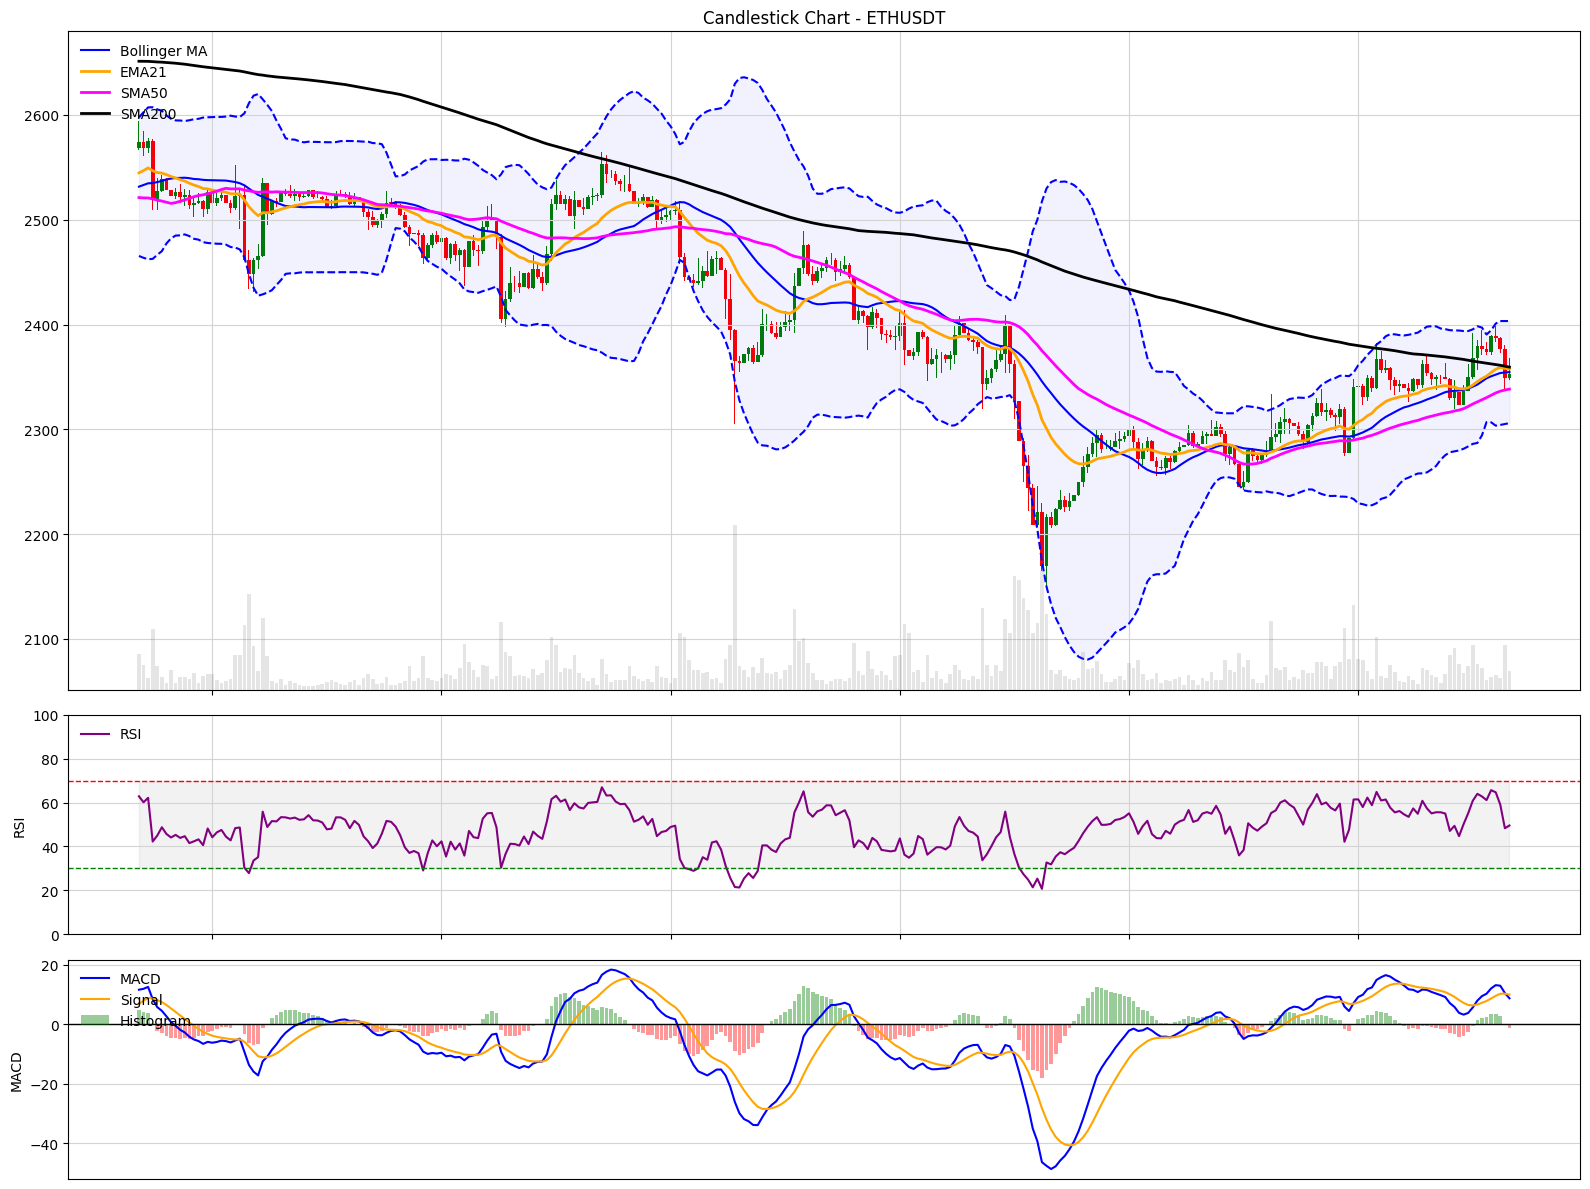 Candlestick Chart - ETHUSDT
Bollinger MA
EMA21
SMA50
SMA200
2600
2500
2400
2300
2200
2100
RSI
100
80
60
40
20
0
RSI
MACD
Signal
Histogram
20
0
−20
−40
MACD